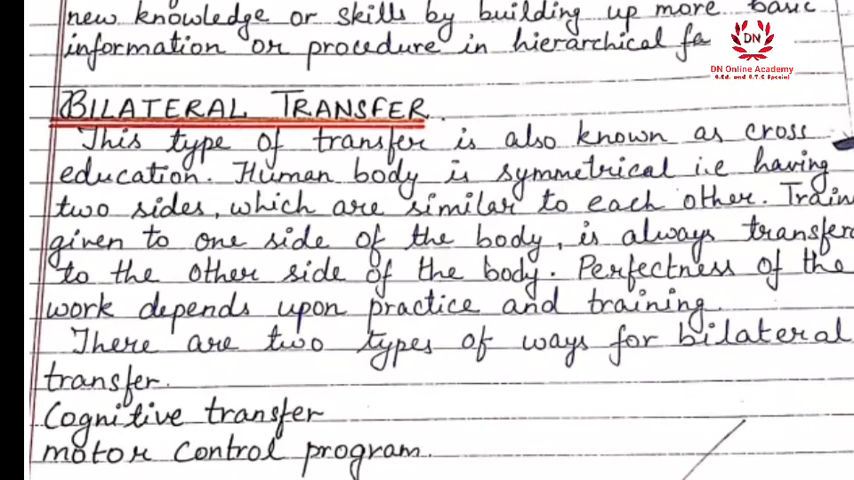 new knowledge or skills by building up more basic
information or procedure in hierarchical fa
DN
DN Online Academy
B.Ed. and B.T.C Special
BILATERAL TRANSFER.
This type of transfer is also known as cross
education. Human body is symmetrical i.e having
two sides, which are similar to each other. Train
given to one side of the body, is always transfer
to the other side of the body. Perfectness of the
work depends upon practice and training.
There are two types of ways for bilateral
transfer.
Cognitive transfer
motor control program.